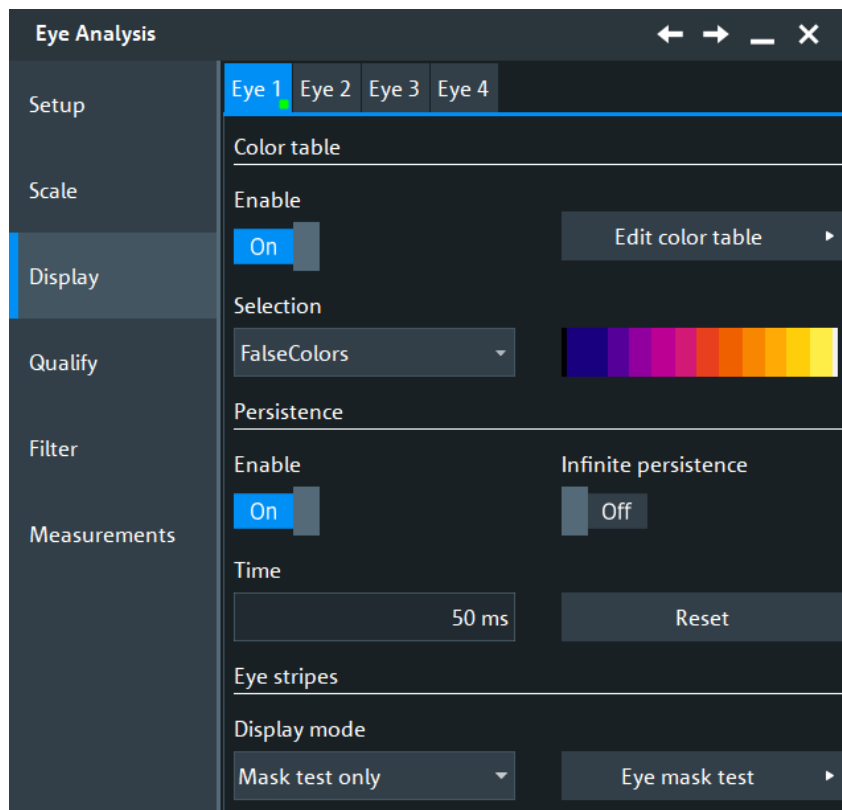 Eye Analysis
Setup
Scale
Display
Qualify
Filter
Measurements
Eye 1 Eye 2 Eye 3 Eye 4
Color table
Enable
On
Edit color table
Selection
FalseColors
Persistence
Enable
Infinite persistence
On
Off
Time
50 ms
Reset
Eye stripes
Display mode
Mask test only
Eye mask test